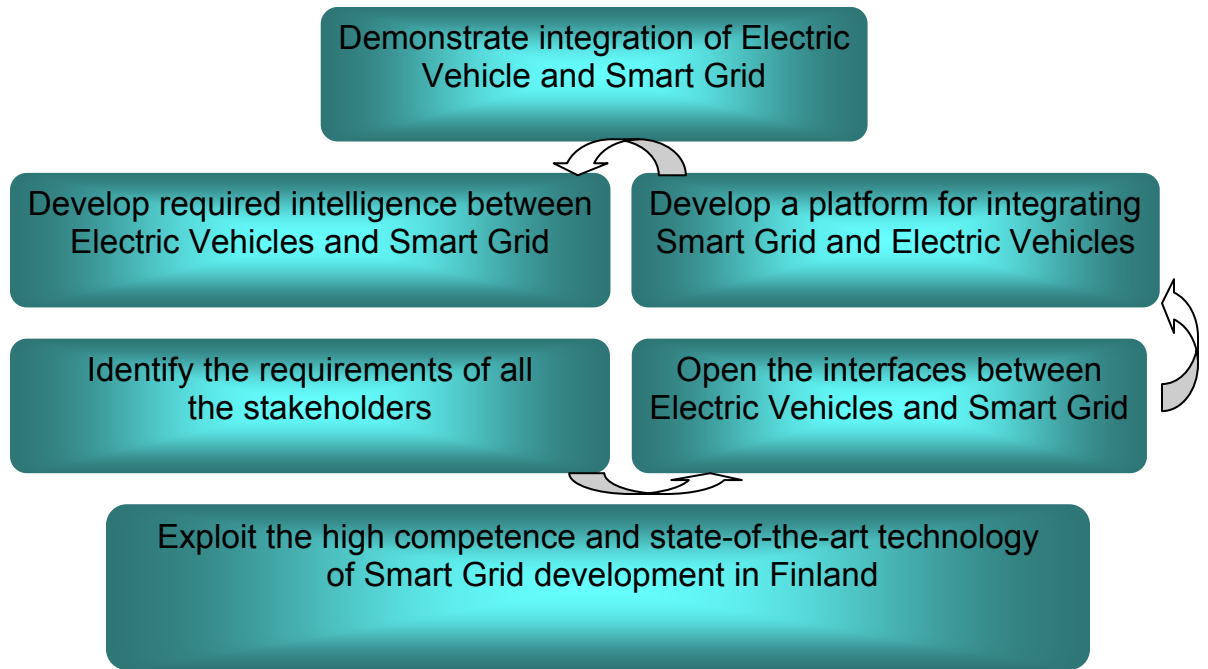 Demonstrate integration of Electric
Vehicle and Smart Grid
Develop required intelligence between
Electric Vehicles and Smart Grid
Develop a platform for integrating
Smart Grid and Electric Vehicles
Identify the requirements of all
the stakeholders
Open the interfaces between
Electric Vehicles and Smart Grid
Exploit the high competence and state-of-the-art technology
of Smart Grid development in Finland